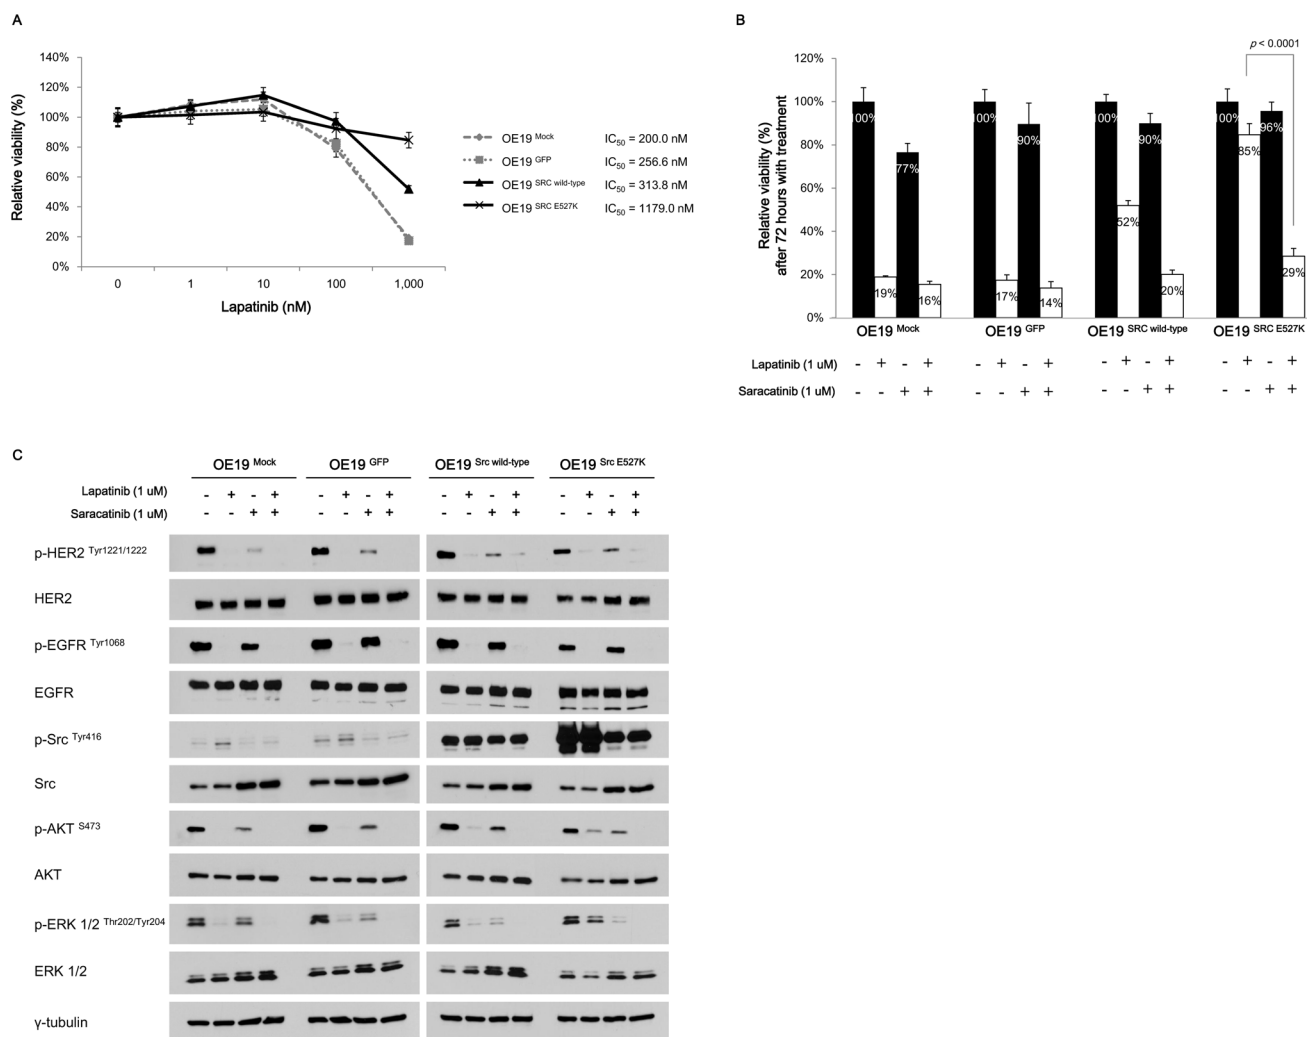 A
140%
120%
100%
80%
60%
40%
20%
0%
Relative viability (%)
0 1 10 100 1,000
Lapatinib (nM)
OE19 Mock IC50 = 200.0 nM
OE19 GFP IC50 = 256.6 nM
OE19 SRC wild-type IC50 = 313.8 nM
OE19 SRC E527K IC50 = 1179.0 nM
B
p < 0.0001
120%
100%
80%
60%
40%
20%
0%
Relative viability (%)
after 72 hours with treatment
100% 19% 77% 16%
100% 17% 90% 14%
100% 52% 90% 20%
100% 85% 96% 29%
OE19 Mock OE19 GFP OE19 SRC wild-type OE19 SRC E527K
Lapatinib (1 uM) - + - + - + - + - + - + - + - +
Saracatinib (1 uM) - - + + - - + + - - + + - - + +
C
OE19 Mock OE19 GFP OE19 Src wild-type OE19 Src E527K
Lapatinib (1 uM) - + - + - + - + - + - + - + - +
Saracatinib (1 uM) - - + + - - + + - - + + - - + +
p-HER2 Tyr1221/1222
HER2
p-EGFR Tyr1068
EGFR
p-Src Tyr416
Src
p-AKT S473
AKT
p-ERK 1/2 Thr202/Tyr204
ERK 1/2
γ-tubulin